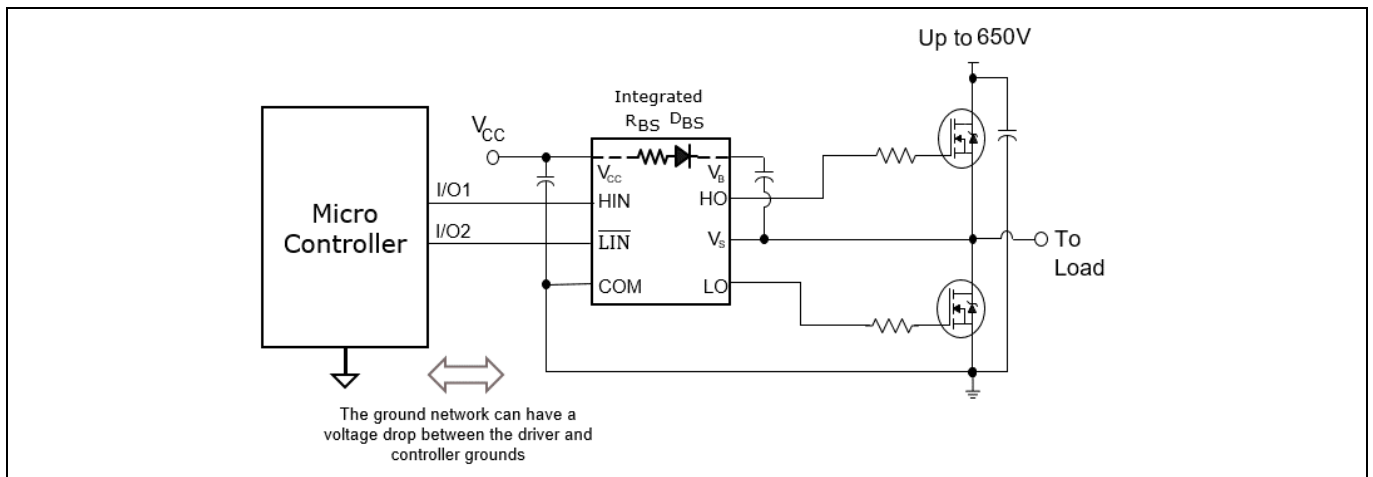 Up to 650V
Integrated
RBS DBS
VCC
VCC
VB
I/O1
HIN
HO
Micro
Controller
I/O2
LIN
VS
To
Load
COM
LO
The ground network can have a
voltage drop between the driver and
controller grounds